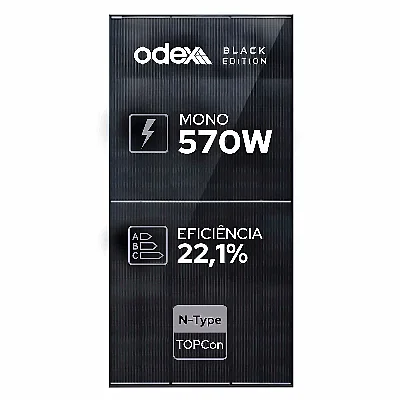 odex BLACK
EDITION
MONO
570W
A
B
C
EFICIÊNCIA
22,1%
N-Type
TOPCon